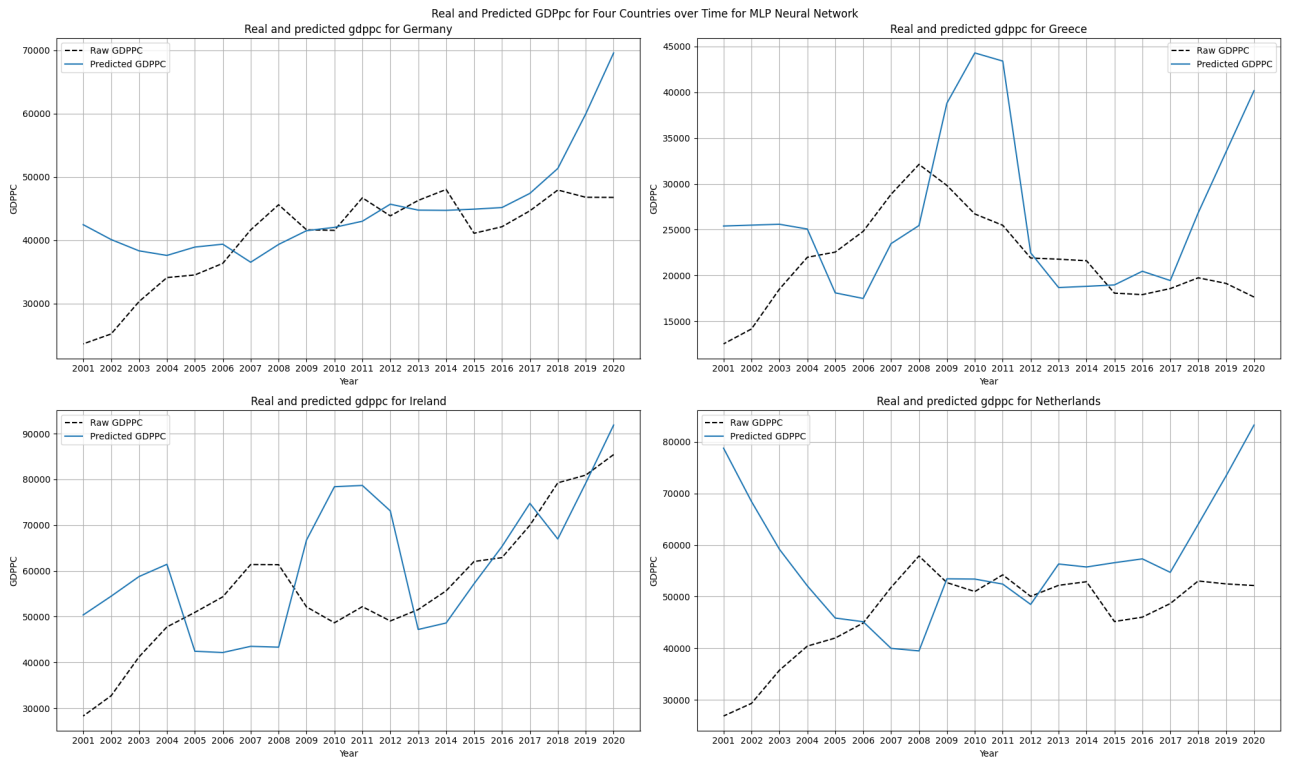 Real and Predicted GDPpc for Four Countries over Time for MLP Neural Network
Real and predicted gdppc for Germany
Raw GDPPC
Predicted GDPPC
70000
60000
50000
40000
30000
GDPPC
2001 2002 2003 2004 2005 2006 2007 2008 2009 2010 2011 2012 2013 2014 2015 2016 2017 2018 2019 2020
Year
Real and predicted gdppc for Greece
Raw GDPPC
Predicted GDPPC
45000
40000
35000
30000
25000
20000
15000
GDPPC
2001 2002 2003 2004 2005 2006 2007 2008 2009 2010 2011 2012 2013 2014 2015 2016 2017 2018 2019 2020
Year
Real and predicted gdppc for Ireland
Raw GDPPC
Predicted GDPPC
90000
80000
70000
60000
50000
40000
30000
GDPPC
2001 2002 2003 2004 2005 2006 2007 2008 2009 2010 2011 2012 2013 2014 2015 2016 2017 2018 2019 2020
Year
Real and predicted gdppc for Netherlands
Raw GDPPC
Predicted GDPPC
80000
70000
60000
50000
40000
30000
GDPPC
2001 2002 2003 2004 2005 2006 2007 2008 2009 2010 2011 2012 2013 2014 2015 2016 2017 2018 2019 2020
Year